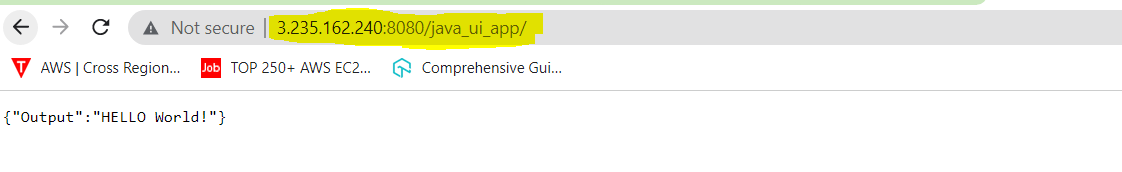 Not secure | 3.235.162.240:8080/java_ui_app/
T AWS | Cross Region... Job TOP 250+ AWS EC2... Comprehensive Gui...
{"Output":"HELLO World!"}